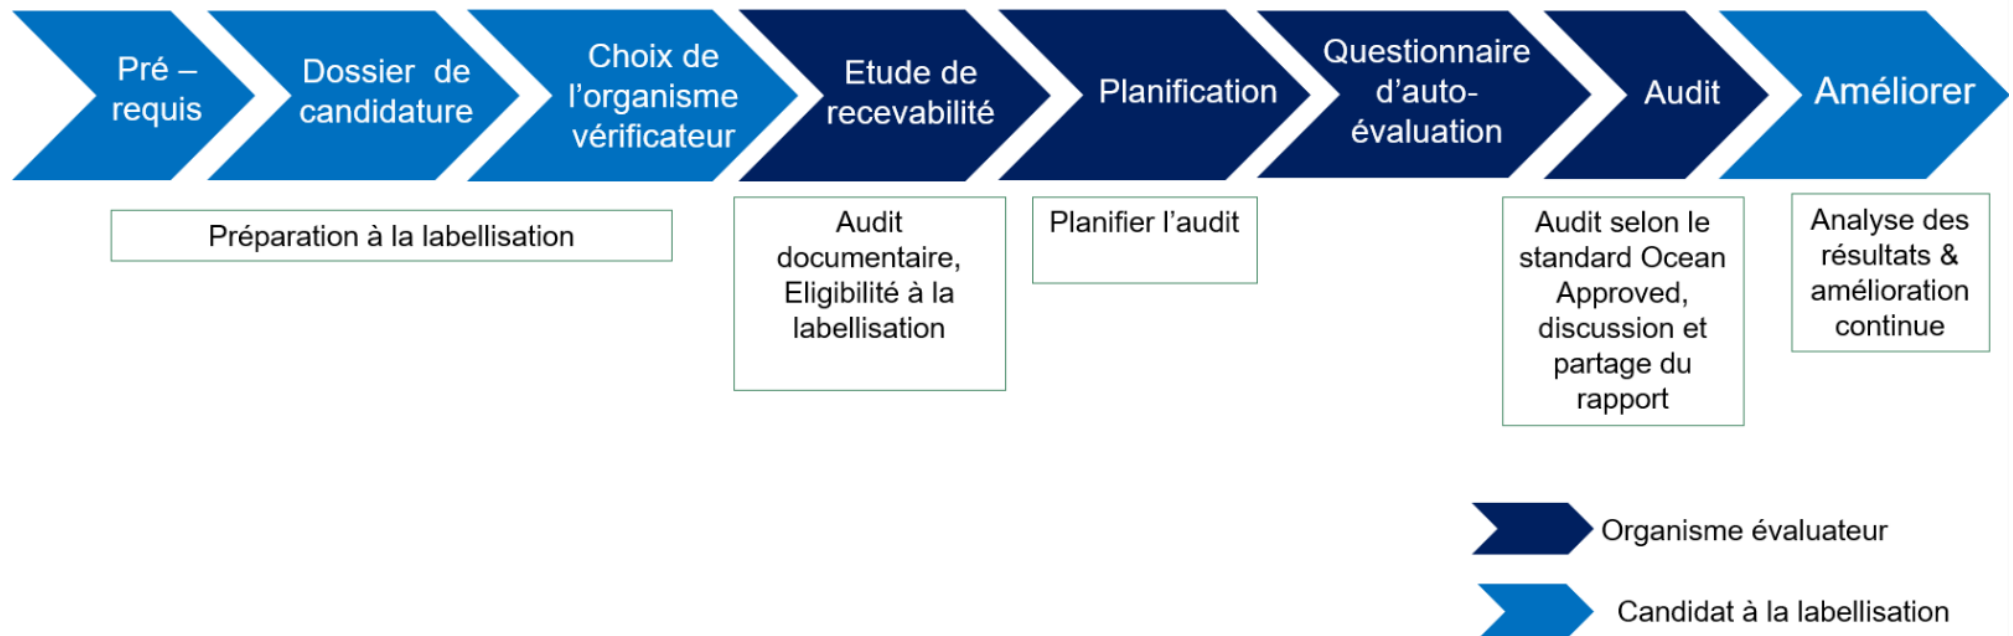 Pré –
requis
Dossier de
candidature
Choix de
l’organisme
vérificateur
Etude de
recevabilité
Planification
Questionnaire
d’auto-
évaluation
Audit
Améliorer
Préparation à la labellisation
Audit
documentaire,
Eligibilité à la
labellisation
Planifier l’audit
Audit selon le
standard Ocean
Approved,
discussion et
partage du
rapport
Analyse des
résultats &
amélioration
continue
Organisme évaluateur
Candidat à la labellisation